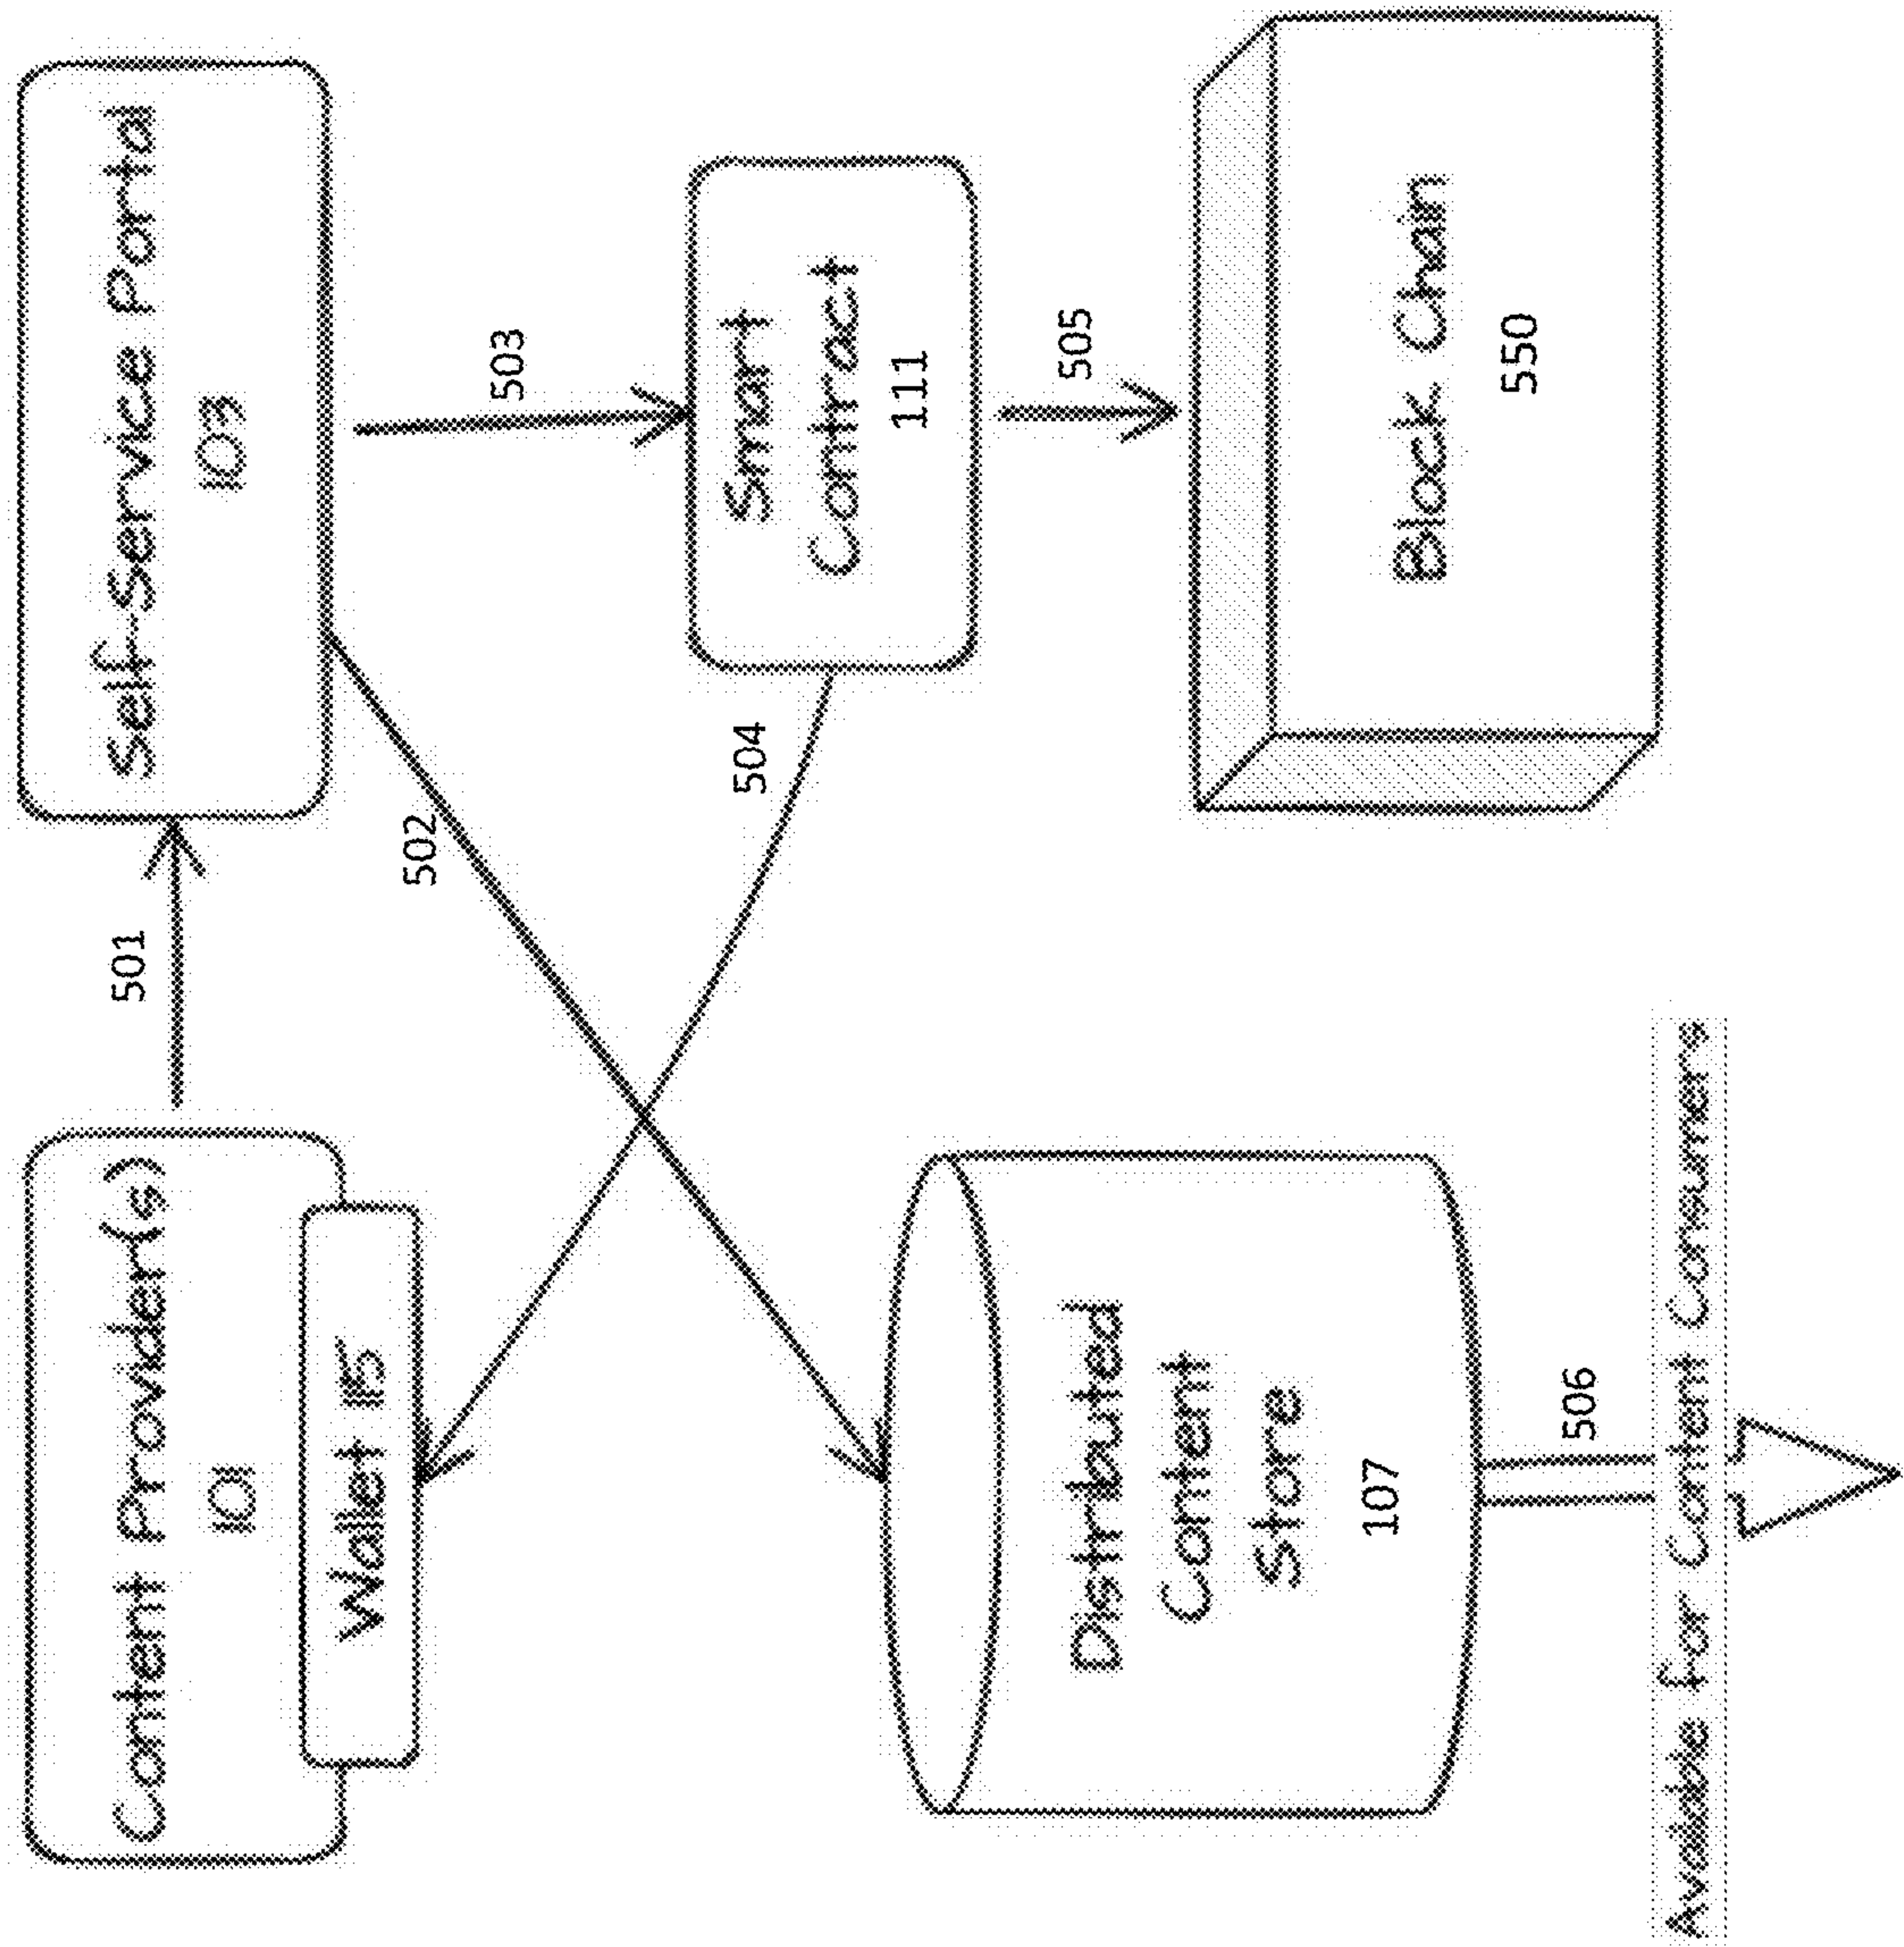 Content Provider(s)
101
Wallet 115
501
Self-Service Portal
103
502
503
504
Smart
Contract
111
505
Distributed
Content
Store
107
Block Chain
550
506
Available for Content Consumers